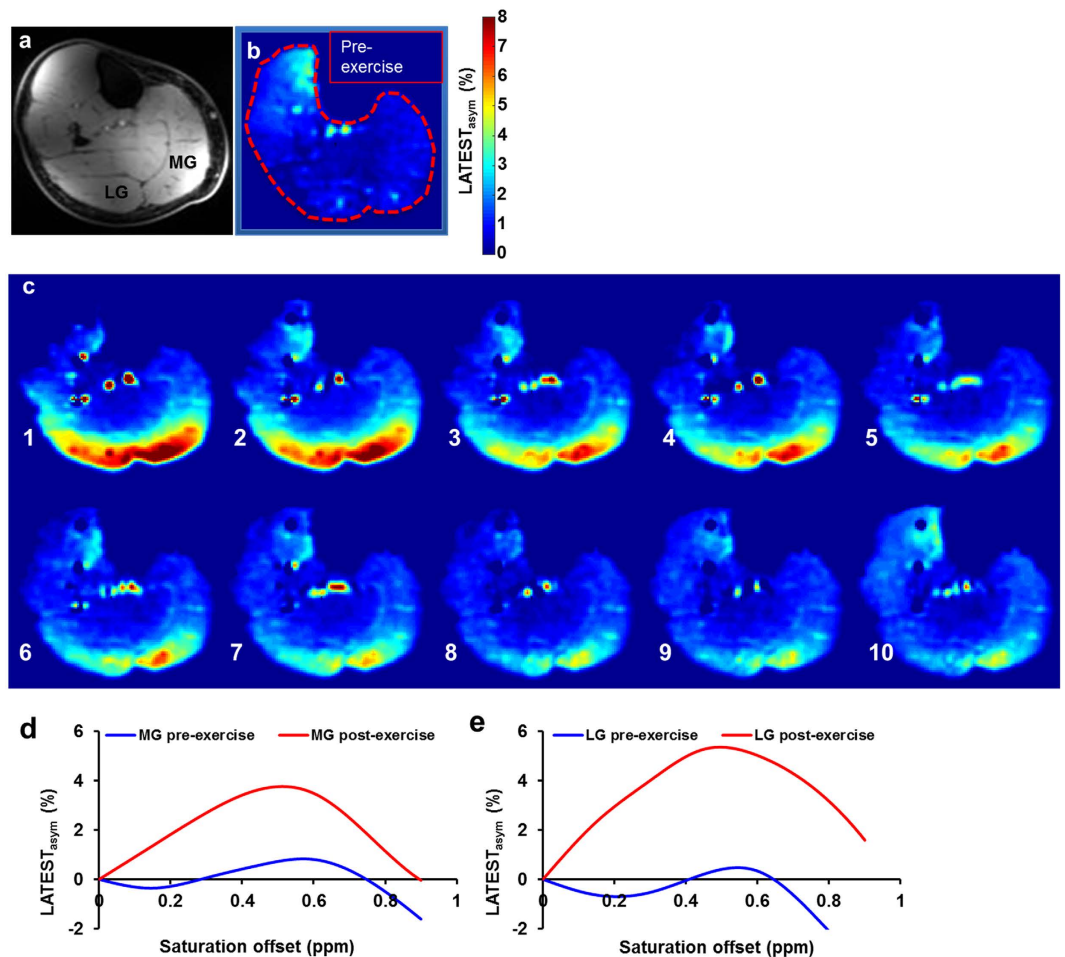 a
LG
MG
b
Pre-
exercise
LATESTasym (%)
8
7
6
5
4
3
2
1
0
c
1
2
3
4
5
6
7
8
9
10
d
MG pre-exercise
MG post-exercise
LATESTasym (%)
6
4
2
0
-2
0
0.2
0.4
0.6
0.8
1
Saturation offset (ppm)
e
LG pre-exercise
LG post-exercise
LATESTasym (%)
6
4
2
0
-2
0
0.2
0.4
0.6
0.8
1
Saturation offset (ppm)